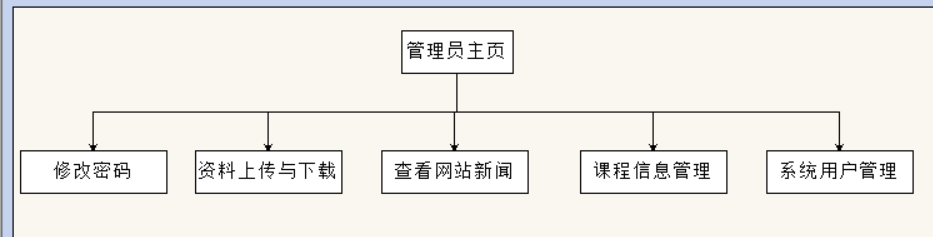 管理员主页
修改密码
资料上传与下载
查看网站新闻
课程信息管理
系统用户管理